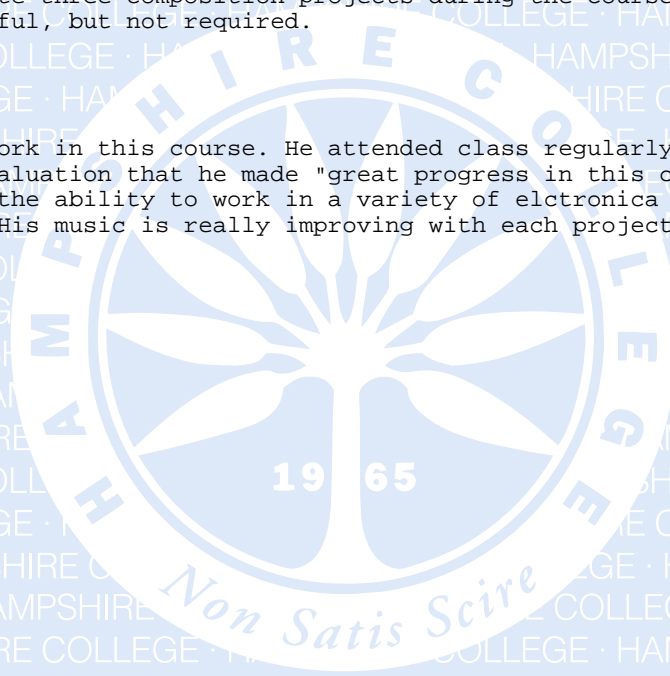 te three composition projects during the course
ful, but not required.
ork in this course. He attended class regularly
aluation that he made "great progress in this c
the ability to work in a variety of elctronica
His music is really improving with each project
HAMPSHIRE COLLEGE
1965
Non Satis Scire